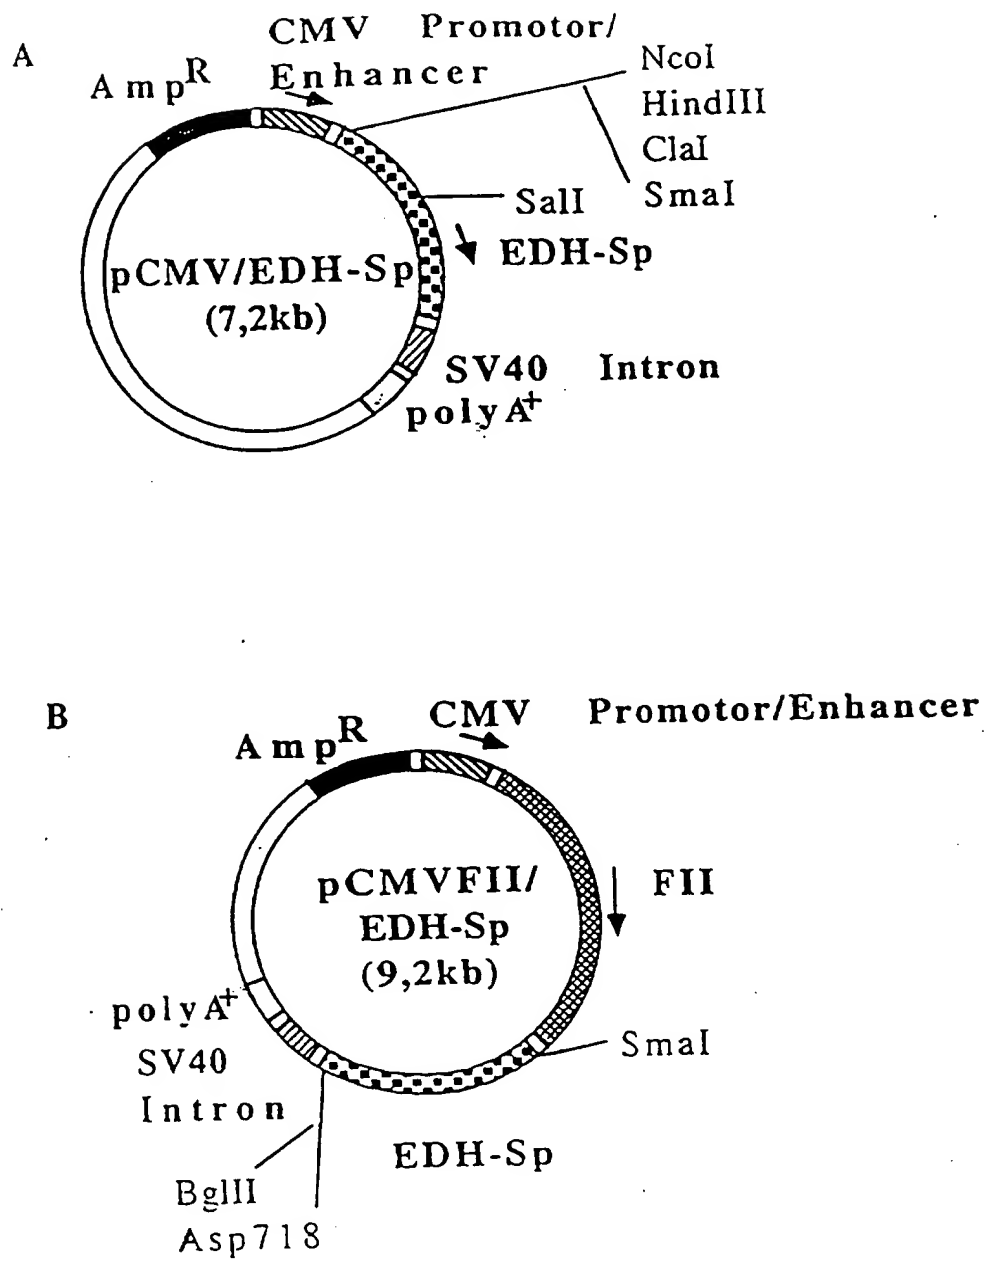 A
CMV Promotor/
Enhancer
AmpR
NcoI
HindIII
ClaI
SmaI
SalI
EDH-Sp
pCMV/EDH-Sp
(7,2kb)
SV40 Intron
polyA+
B
CMV Promotor/Enhancer
AmpR
pCMVFII/
EDH-Sp
(9,2kb)
FII
polyA+
SV40
Intron
SmaI
EDH-Sp
BglII
Asp718